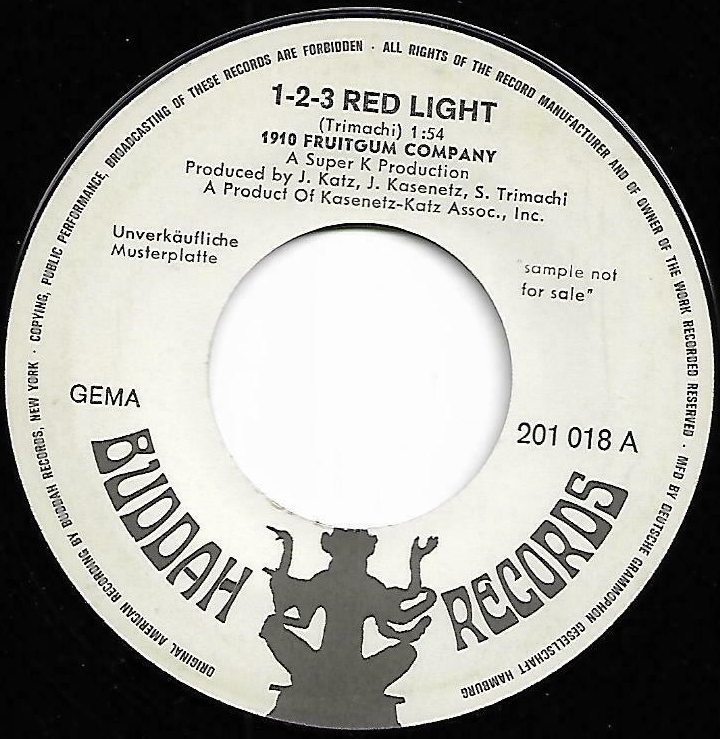 COPYING, PUBLIC PERFORMANCE, BROADCASTING OF THESE RECORDS ARE FORBIDDEN · ALL RIGHTS OF THE RECORD MANUFACTURER AND OF OWNER OF THE WORK RECORDED RESERVED · MFD BY DEUTSCHE GRAMMOPHON GESELLSCHAFT HAMBURG
1-2-3 RED LIGHT
(Trimachi) 1:54
1910 FRUITGUM COMPANY
A Super K Production
Produced by J. Katz, J. Kasenetz, S. Trimachi
A Product Of Kasenetz-Katz Assoc., Inc.
Unverkäufliche
Musterplatte
sample not
for sale"
GEMA
201 018 A
BUDDAH RECORDS
ORIGINAL AMERICAN RECORDING BY BUDDAH RECORDS, NEW YORK ·